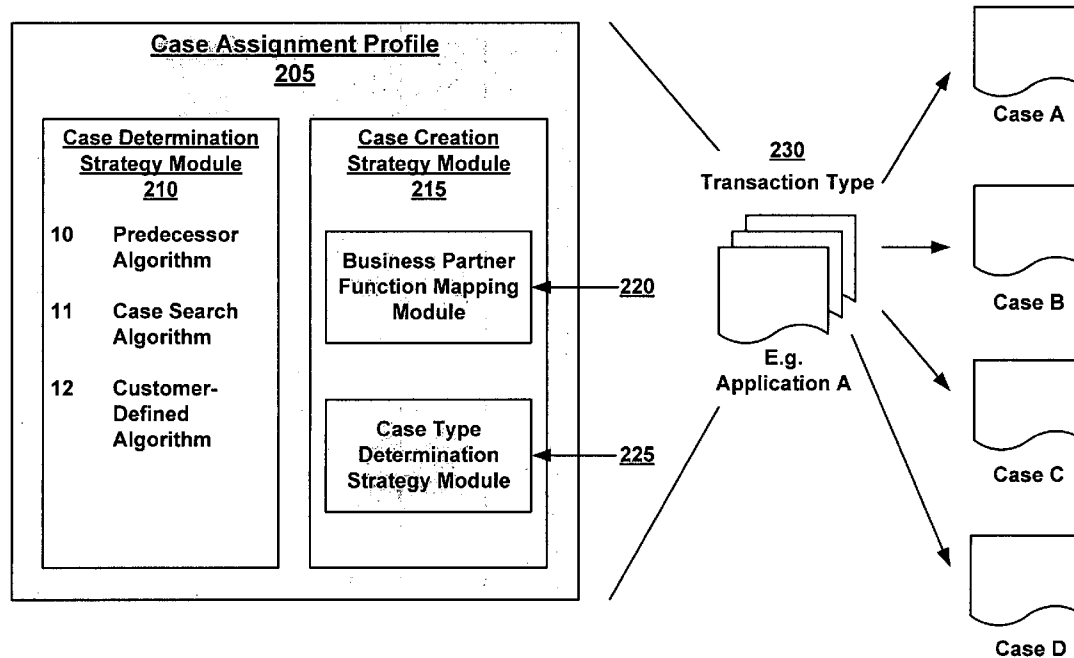 Case Assignment Profile
205
Case Determination
Strategy Module
210
10 Predecessor
Algorithm
11 Case Search
Algorithm
12 Customer-
Defined
Algorithm
Case Creation
Strategy Module
215
Business Partner
Function Mapping
Module
220
Case Type
Determination
Strategy Module
225
230
Transaction Type
E.g.
Application A
Case A
Case B
Case C
Case D